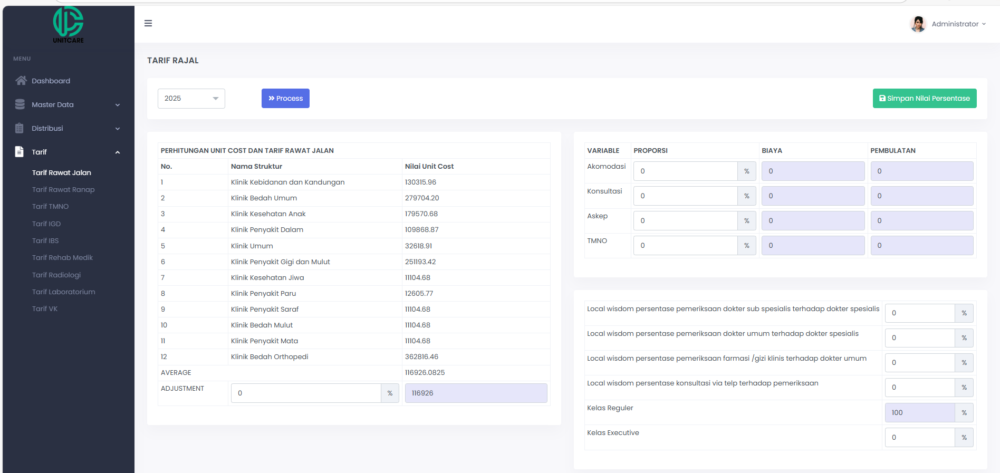 UNITCARE
Administrator
MENU
Dashboard
Master Data
Distribusi
Tarif
Tarif Rawat Jalan
Tarif Rawat Ranap
Tarif TMNO
Tarif IGD
Tarif IBS
Tarif Rehab Medik
Tarif Radiologi
Tarif Laboratorium
Tarif VK
TARIF RAJAL
2025 Process Simpan Nilai Persentase
PERHITUNGAN UNIT COST DAN TARIF RAWAT JALAN
No. Nama Struktur Nilai Unit Cost
1 Klinik Kebidanan dan Kandungan 130315.96
2 Klinik Bedah Umum 279704.20
3 Klinik Kesehatan Anak 179570.68
4 Klinik Penyakit Dalam 109868.87
5 Klinik Umum 32618.91
6 Klinik Penyakit Gigi dan Mulut 251193.42
7 Klinik Kesehatan Jiwa 11104.68
8 Klinik Penyakit Paru 12605.77
9 Klinik Penyakit Saraf 11104.68
10 Klinik Bedah Mulut 11104.68
11 Klinik Penyakit Mata 11104.68
12 Klinik Bedah Orthopedi 362816.46
AVERAGE 116926.0825
ADJUSTMENT 0 % 116926
VARIABLE PROPORSI BIAYA PEMBULATAN
Akomodasi 0 % 0 0
Konsultasi 0 % 0 0
Askep 0 % 0 0
TMNO 0 % 0 0
Local wisdom persentase pemeriksaan dokter sub spesialis terhadap dokter spesialis 0 %
Local wisdom persentase pemeriksaan dokter umum terhadap dokter spesialis 0 %
Local wisdom persentase pemeriksaan farmasi /gizi klinis terhadap dokter umum 0 %
Local wisdom persentase konsultasi via telp terhadap pemeriksaan 0 %
Kelas Reguler 100 %
Kelas Executive 0 %